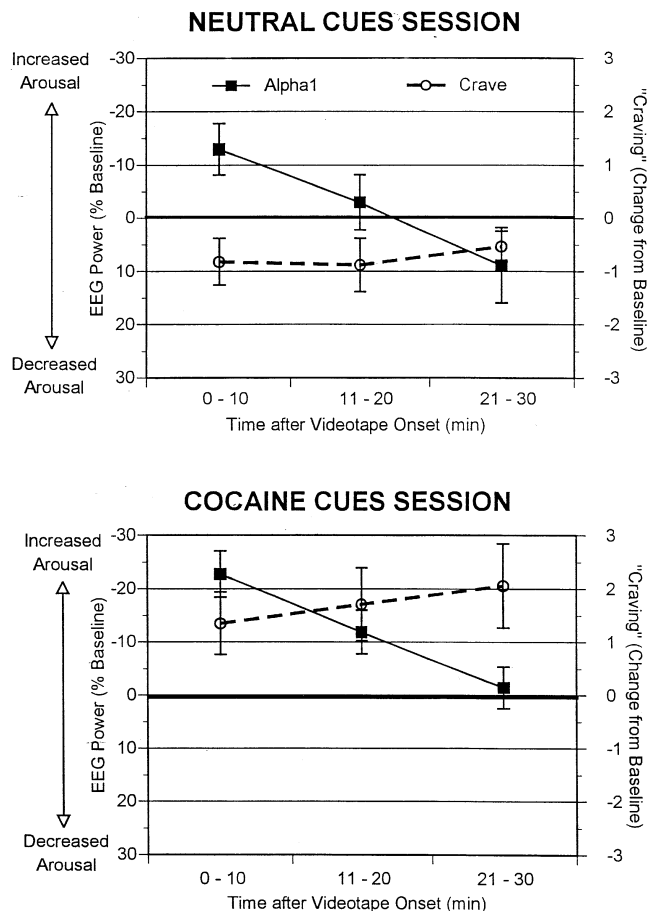 NEUTRAL CUES SESSION
Increased
Arousal
Decreased
Arousal
EEG Power (% Baseline)
-30
-20
-10
0
10
20
30
Alpha1
Crave
3
2
1
0
-1
-2
-3
"Craving" (Change from Baseline)
0 - 10
11 - 20
21 - 30
Time after Videotape Onset (min)
COCAINE CUES SESSION
Increased
Arousal
Decreased
Arousal
EEG Power (% Baseline)
-30
-20
-10
0
10
20
30
3
2
1
0
-1
-2
-3
"Craving" (Change from Baseline)
0 - 10
11 - 20
21 - 30
Time after Videotape Onset (min)